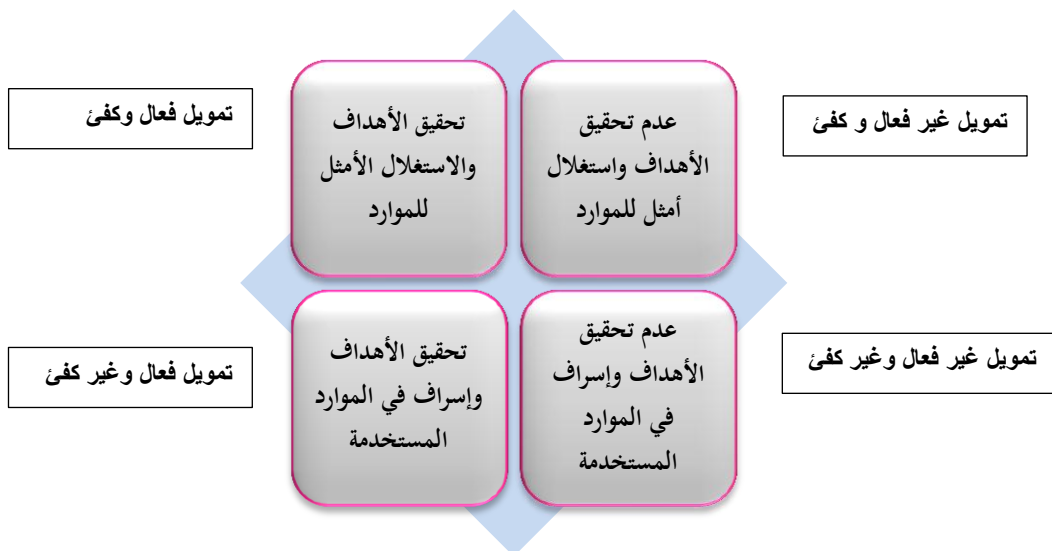 تمويل غير فعال و كفئ
عدم تحقيق
الأهداف واستغلال
أمثل للموارد
تحقيق الأهداف
والاستغلال الأمثل
للموارد
تمويل فعال وكفئ
تمويل غير فعال وغير كفئ
عدم تحقيق
الأهداف وإسراف
في الموارد
المستخدمة
تحقيق الأهداف
وإسراف في الموارد
المستخدمة
تمويل فعال وغير كفئ